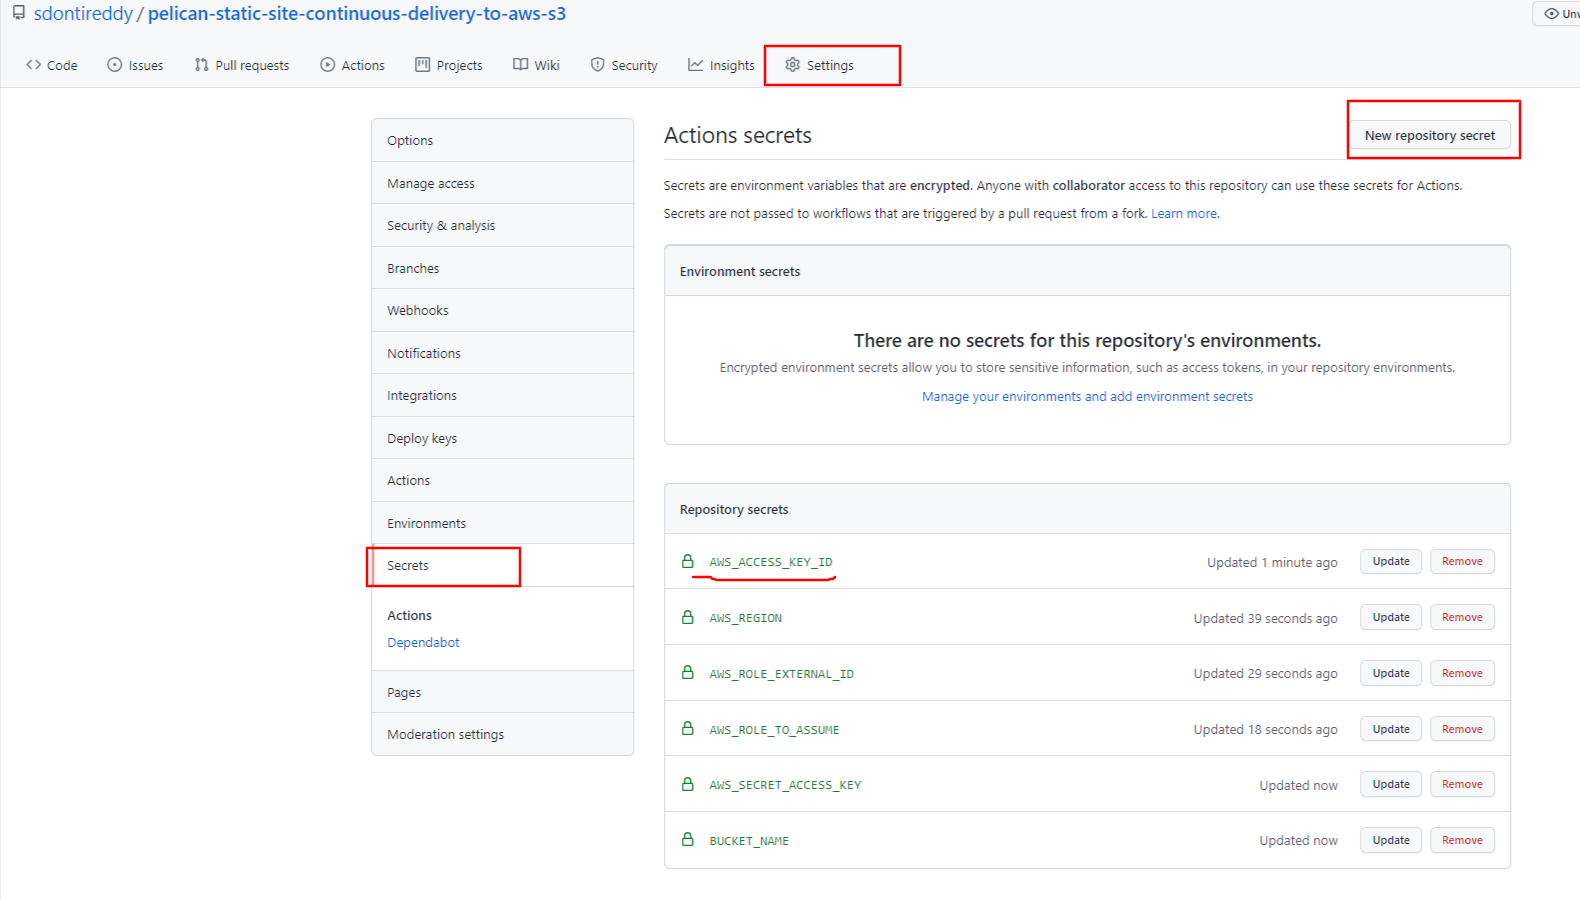 sdontireddy / pelican-static-site-continuous-delivery-to-aws-s3
Code Issues Pull requests Actions Projects Wiki Security Insights Settings
Options
Manage access
Security & analysis
Branches
Webhooks
Notifications
Integrations
Deploy keys
Actions
Environments
Secrets
Actions
Dependabot
Pages
Moderation settings
Actions secrets
New repository secret
Secrets are environment variables that are encrypted. Anyone with collaborator access to this repository can use these secrets for Actions.
Secrets are not passed to workflows that are triggered by a pull request from a fork. Learn more.
Environment secrets
There are no secrets for this repository's environments.
Encrypted environment secrets allow you to store sensitive information, such as access tokens, in your repository environments.
Manage your environments and add environment secrets
Repository secrets
AWS_ACCESS_KEY_ID Updated 1 minute ago Update Remove
AWS_REGION Updated 39 seconds ago Update Remove
AWS_ROLE_EXTERNAL_ID Updated 29 seconds ago Update Remove
AWS_ROLE_TO_ASSUME Updated 18 seconds ago Update Remove
AWS_SECRET_ACCESS_KEY Updated now Update Remove
BUCKET_NAME Updated now Update Remove